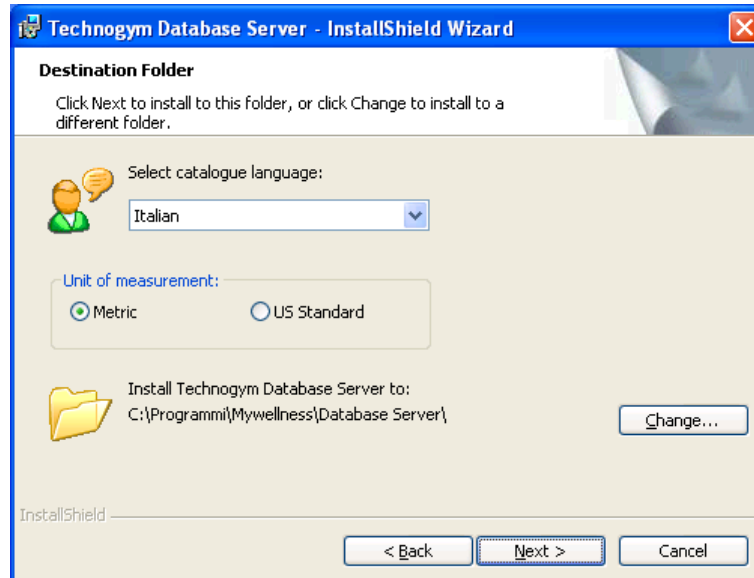 Technogym Database Server - InstallShield Wizard
Destination Folder
Click Next to install to this folder, or click Change to install to a
different folder.
Select catalogue language:
Italian
Unit of measurement:
Metric
US Standard
Install Technogym Database Server to:
C:\Programmi\Mywellness\Database Server\
Change...
InstallShield
< Back
Next >
Cancel